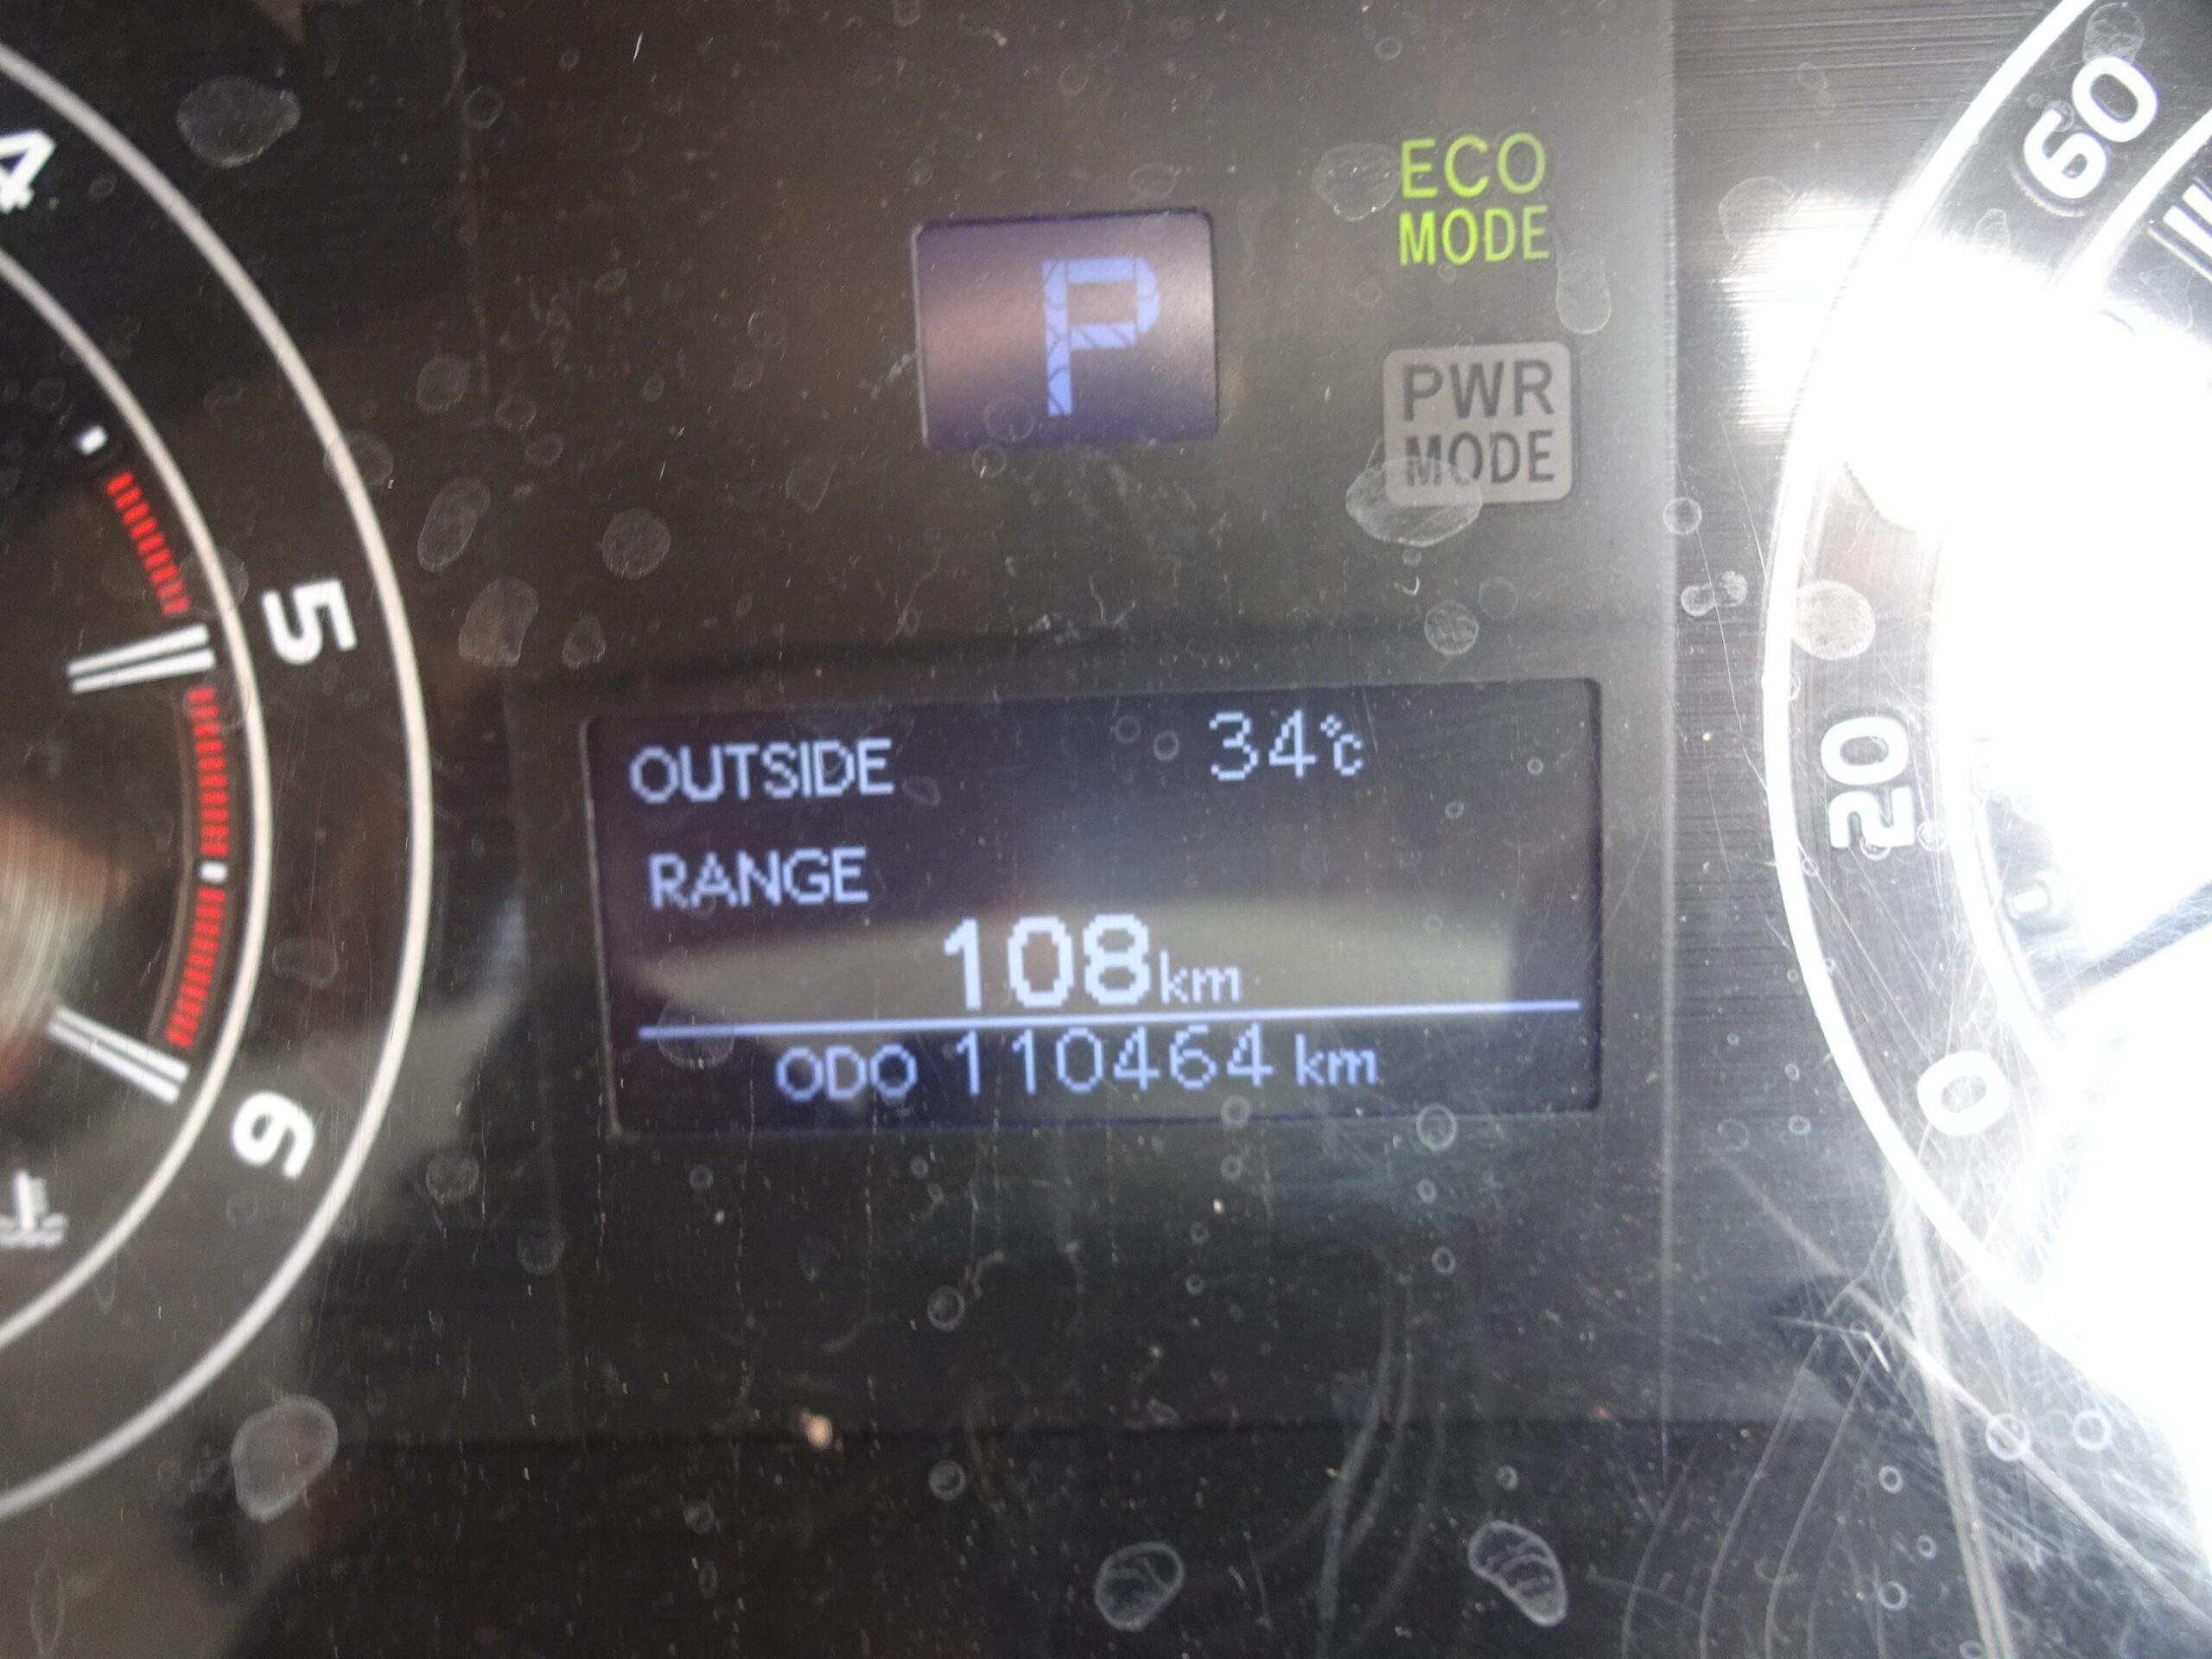 4
5
6
P
ECO
MODE
PWR
MODE
OUTSIDE 34℃
RANGE
108km
ODO 110464 km
60
20
0